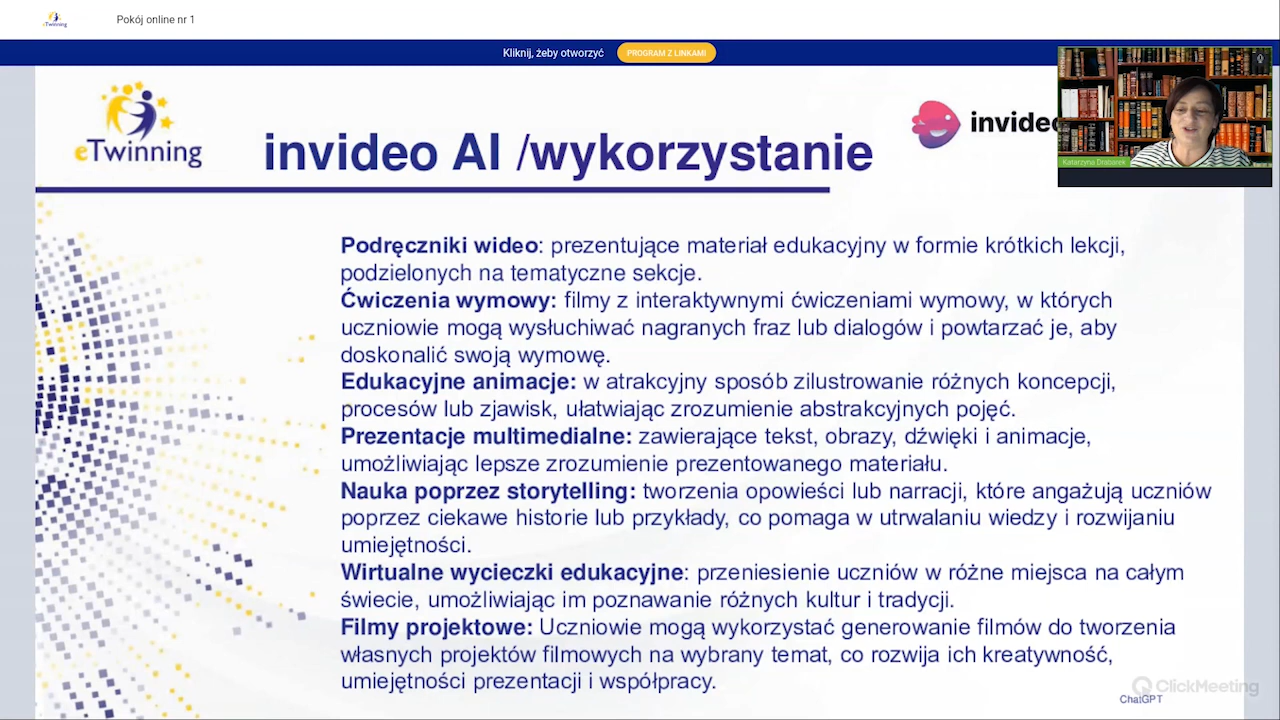 eTwinning
Pokój online nr 1
Kliknij, żeby otworzyć PROGRAM Z LINKAMI
eTwinning
invideo AI /wykorzystanie
invideo
Katarzyna Drabarek
Podręczniki wideo: prezentujące materiał edukacyjny w formie krótkich lekcji,
podzielonych na tematyczne sekcje.
Ćwiczenia wymowy: filmy z interaktywnymi ćwiczeniami wymowy, w których
uczniowie mogą wysłuchiwać nagranych fraz lub dialogów i powtarzać je, aby
doskonalić swoją wymowę.
Edukacyjne animacje: w atrakcyjny sposób zilustrowanie różnych koncepcji,
procesów lub zjawisk, ułatwiając zrozumienie abstrakcyjnych pojęć.
Prezentacje multimedialne: zawierające tekst, obrazy, dźwięki i animacje,
umożliwiając lepsze zrozumienie prezentowanego materiału.
Nauka poprzez storytelling: tworzenia opowieści lub narracji, które angażują uczniów
poprzez ciekawe historie lub przykłady, co pomaga w utrwalaniu wiedzy i rozwijaniu
umiejętności.
Wirtualne wycieczki edukacyjne: przeniesienie uczniów w różne miejsca na całym
świecie, umożliwiając im poznawanie różnych kultur i tradycji.
Filmy projektowe: Uczniowie mogą wykorzystać generowanie filmów do tworzenia
własnych projektów filmowych na wybrany temat, co rozwija ich kreatywność,
umiejętności prezentacji i współpracy.
ClickMeeting
ChatGPT